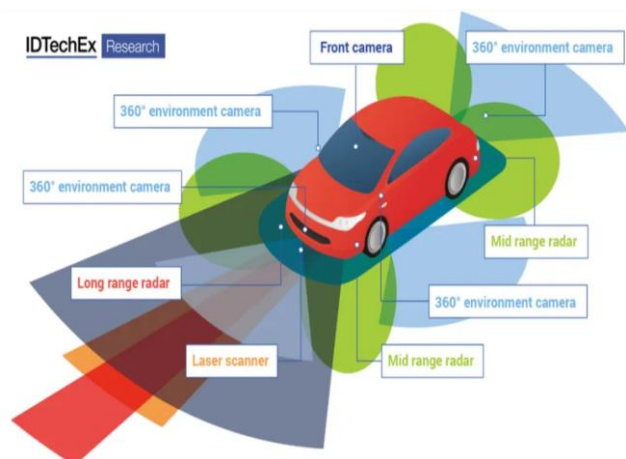 IDTechEx Research
Front camera
360° environment camera
360° environment camera
360° environment camera
Mid range radar
Long range radar
360° environment camera
Laser scanner
Mid range radar